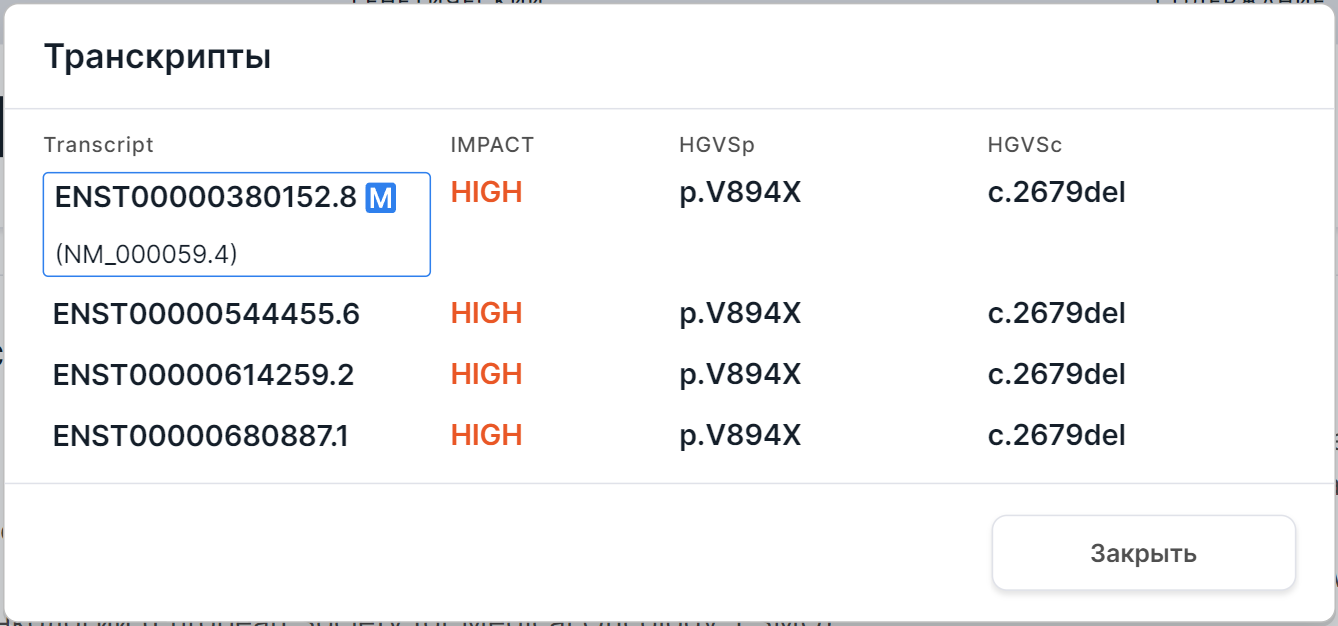 Транскрипты
Transcript IMPACT HGVSp HGVSc
ENST00000380152.8 M HIGH p.V894X c.2679del
(NM_000059.4)
ENST00000544455.6 HIGH p.V894X c.2679del
ENST00000614259.2 HIGH p.V894X c.2679del
ENST00000680887.1 HIGH p.V894X c.2679del
Закрыть